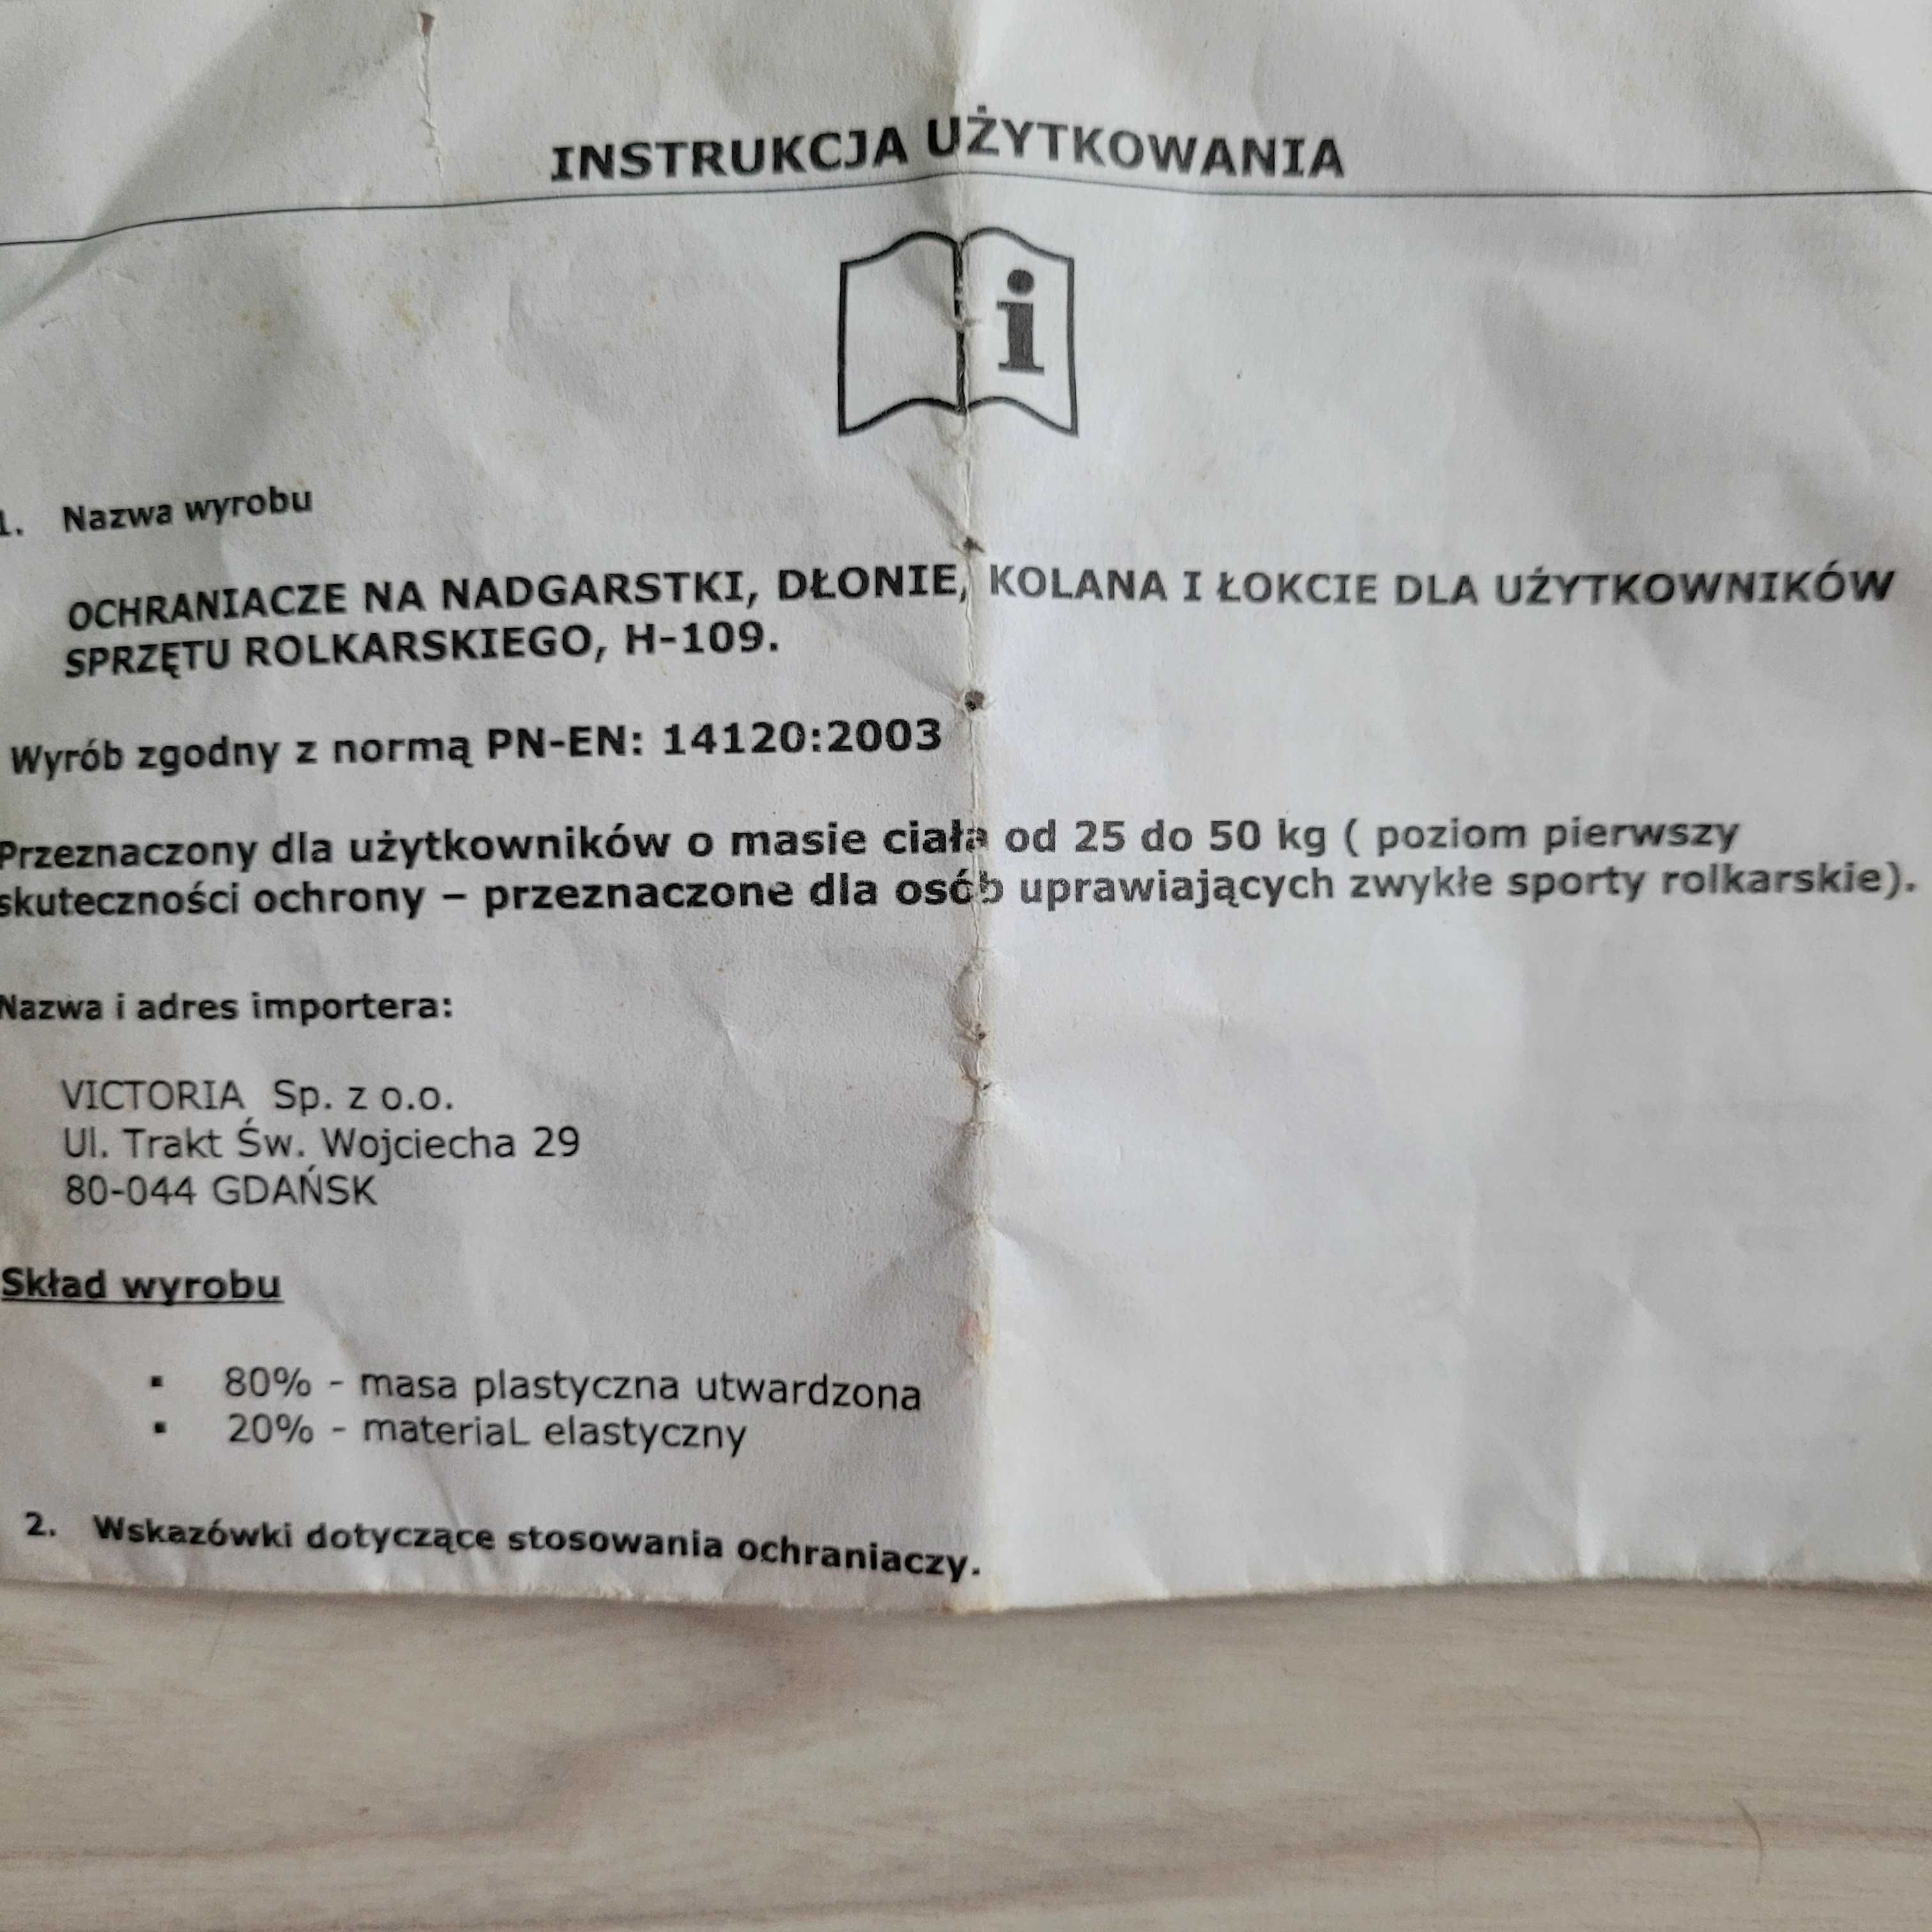 INSTRUKCJA UŻYTKOWANIA
i
1. Nazwa wyrobu
OCHRANIACZE NA NADGARSTKI, DŁONIE, KOLANA I ŁOKCIE DLA UŻYTKOWNIKÓW
SPRZĘTU ROLKARSKIEGO, H-109.
Wyrób zgodny z normą PN-EN: 14120:2003
Przeznaczony dla użytkowników o masie ciała od 25 do 50 kg ( poziom pierwszy
skuteczności ochrony – przeznaczone dla osób uprawiających zwykłe sporty rolkarskie).
Nazwa i adres importera:
VICTORIA Sp. z o.o.
Ul. Trakt Św. Wojciecha 29
80-044 GDAŃSK
Skład wyrobu
▪ 80% - masa plastyczna utwardzona
▪ 20% - materiaL elastyczny
2. Wskazówki dotyczące stosowania ochraniaczy.